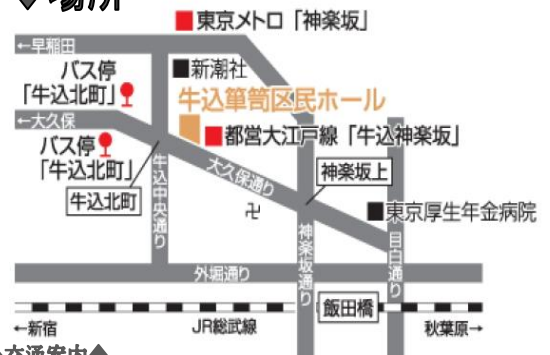 ◆場所
■東京メトロ「神楽坂」
←早稲田
バス停
「牛込北町」
■新潮社
牛込簞笥区民ホール
←大久保
■都営大江戸線「牛込神楽坂」
バス停
「牛込北町」
大久保通り
神楽坂上
牛込北町
牛込中央通り
卍
■東京厚生年金病院
神楽坂通り
目白通り
外堀通り
飯田橋
←新宿
JR総武線
秋葉原→
交通案内◆